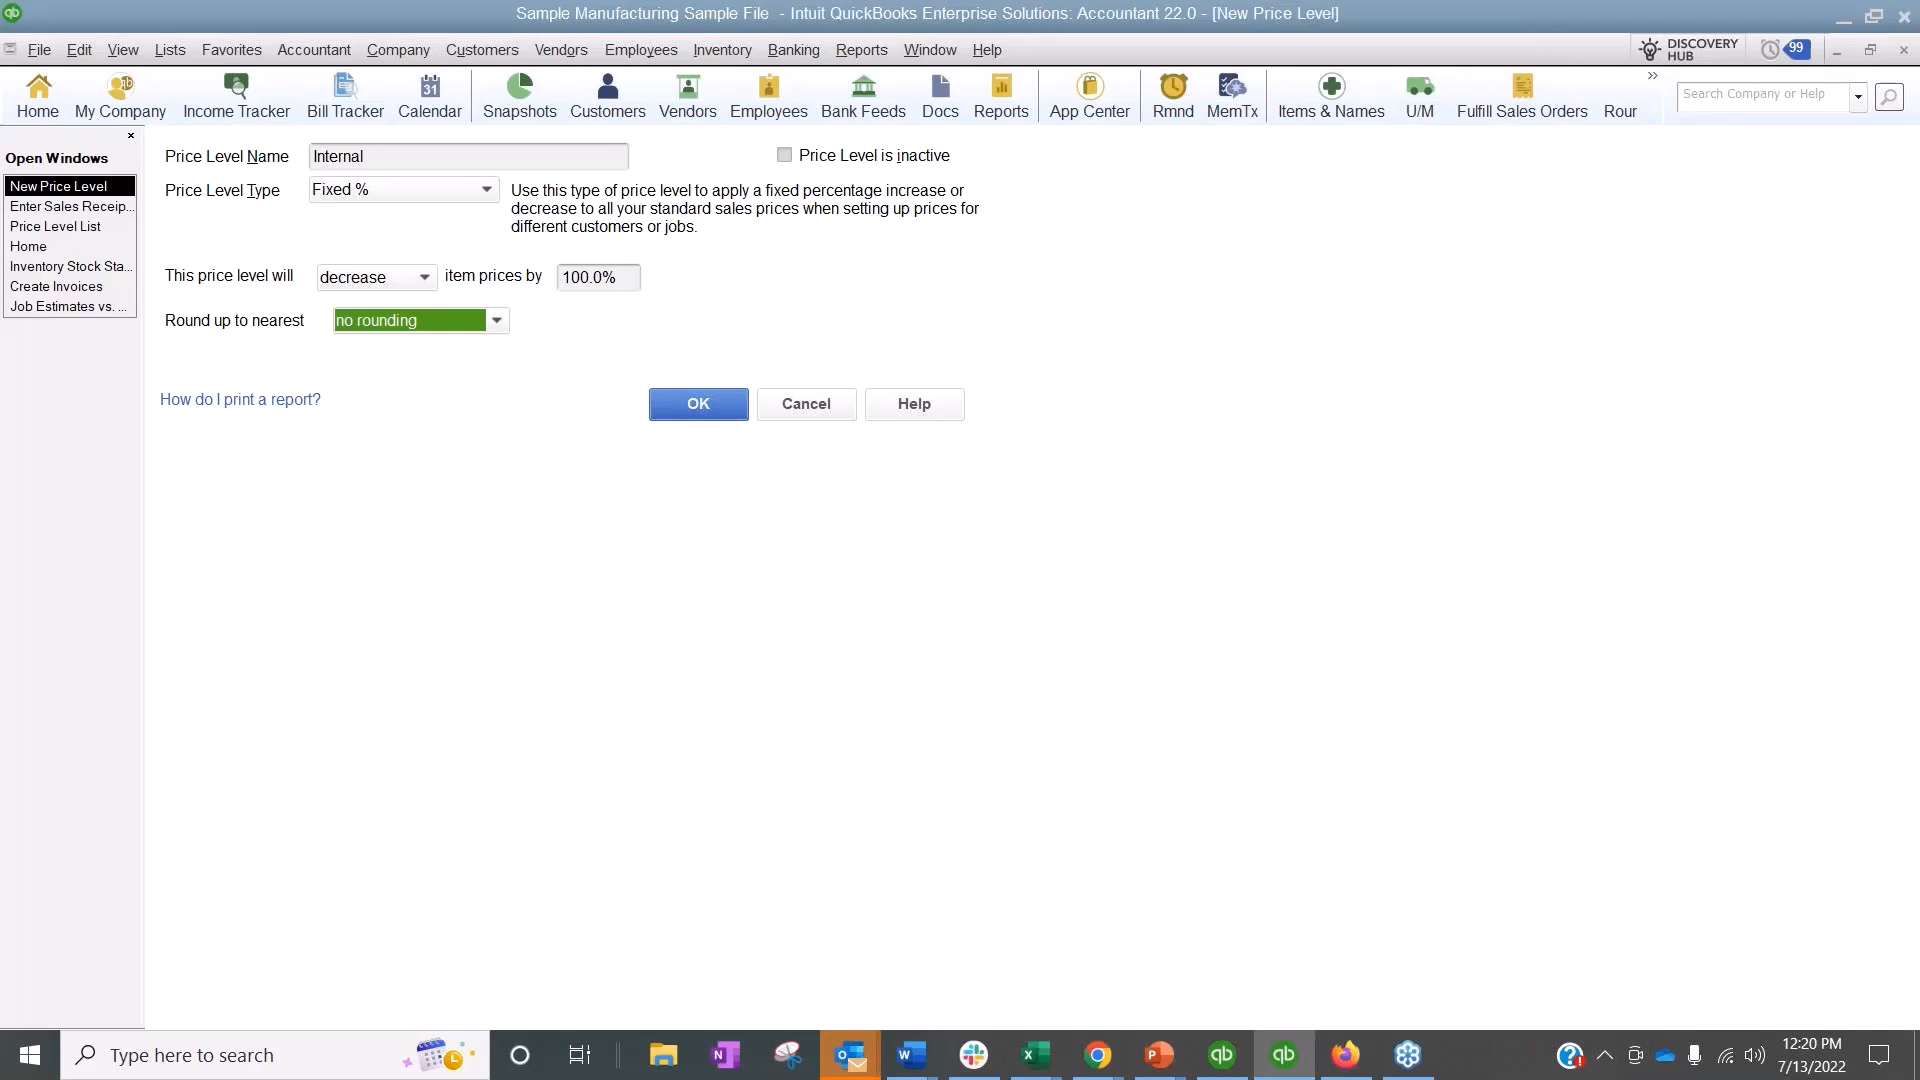 Sample Manufacturing Sample File - Intuit QuickBooks Enterprise Solutions: Accountant 22.0 - [New Price Level]
File Edit View Lists Favorites Accountant Company Customers Vendors Employees Inventory Banking Reports Window Help
DISCOVERY HUB
99
Home My Company Income Tracker Bill Tracker Calendar Snapshots Customers Vendors Employees Bank Feeds Docs Reports App Center Rmnd MemTx Items & Names U/M Fulfill Sales Orders Rour
Search Company or Help
Open Windows
New Price Level
Enter Sales Receip...
Price Level List
Home
Inventory Stock Sta...
Create Invoices
Job Estimates vs. ...
Price Level Name Internal Price Level is inactive
Price Level Type Fixed % Use this type of price level to apply a fixed percentage increase or
decrease to all your standard sales prices when setting up prices for
different customers or jobs.
This price level will decrease item prices by 100.0%
Round up to nearest no rounding
How do I print a report? OK Cancel Help
Type here to search
12:20 PM
7/13/2022